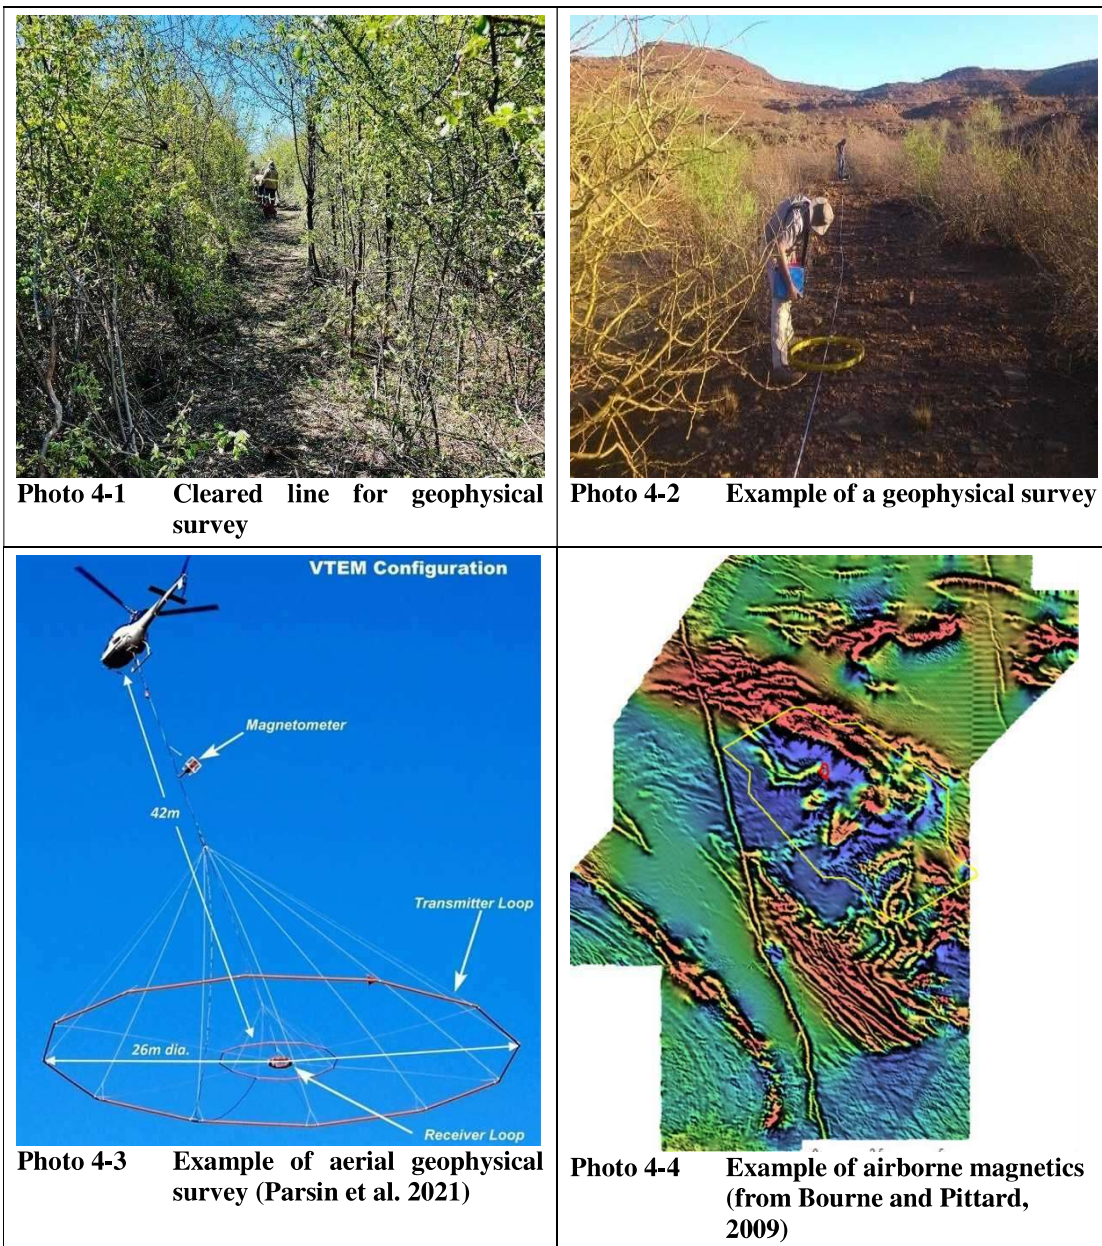 Photo 4-1 Cleared line for geophysical
survey
Photo 4-2 Example of a geophysical survey
VTEM Configuration
Magnetometer
42m
Transmitter Loop
26m dia.
Receiver Loop
Photo 4-3 Example of aerial geophysical
survey (Parsin et al. 2021)
Photo 4-4 Example of airborne magnetics
(from Bourne and Pittard,
2009)